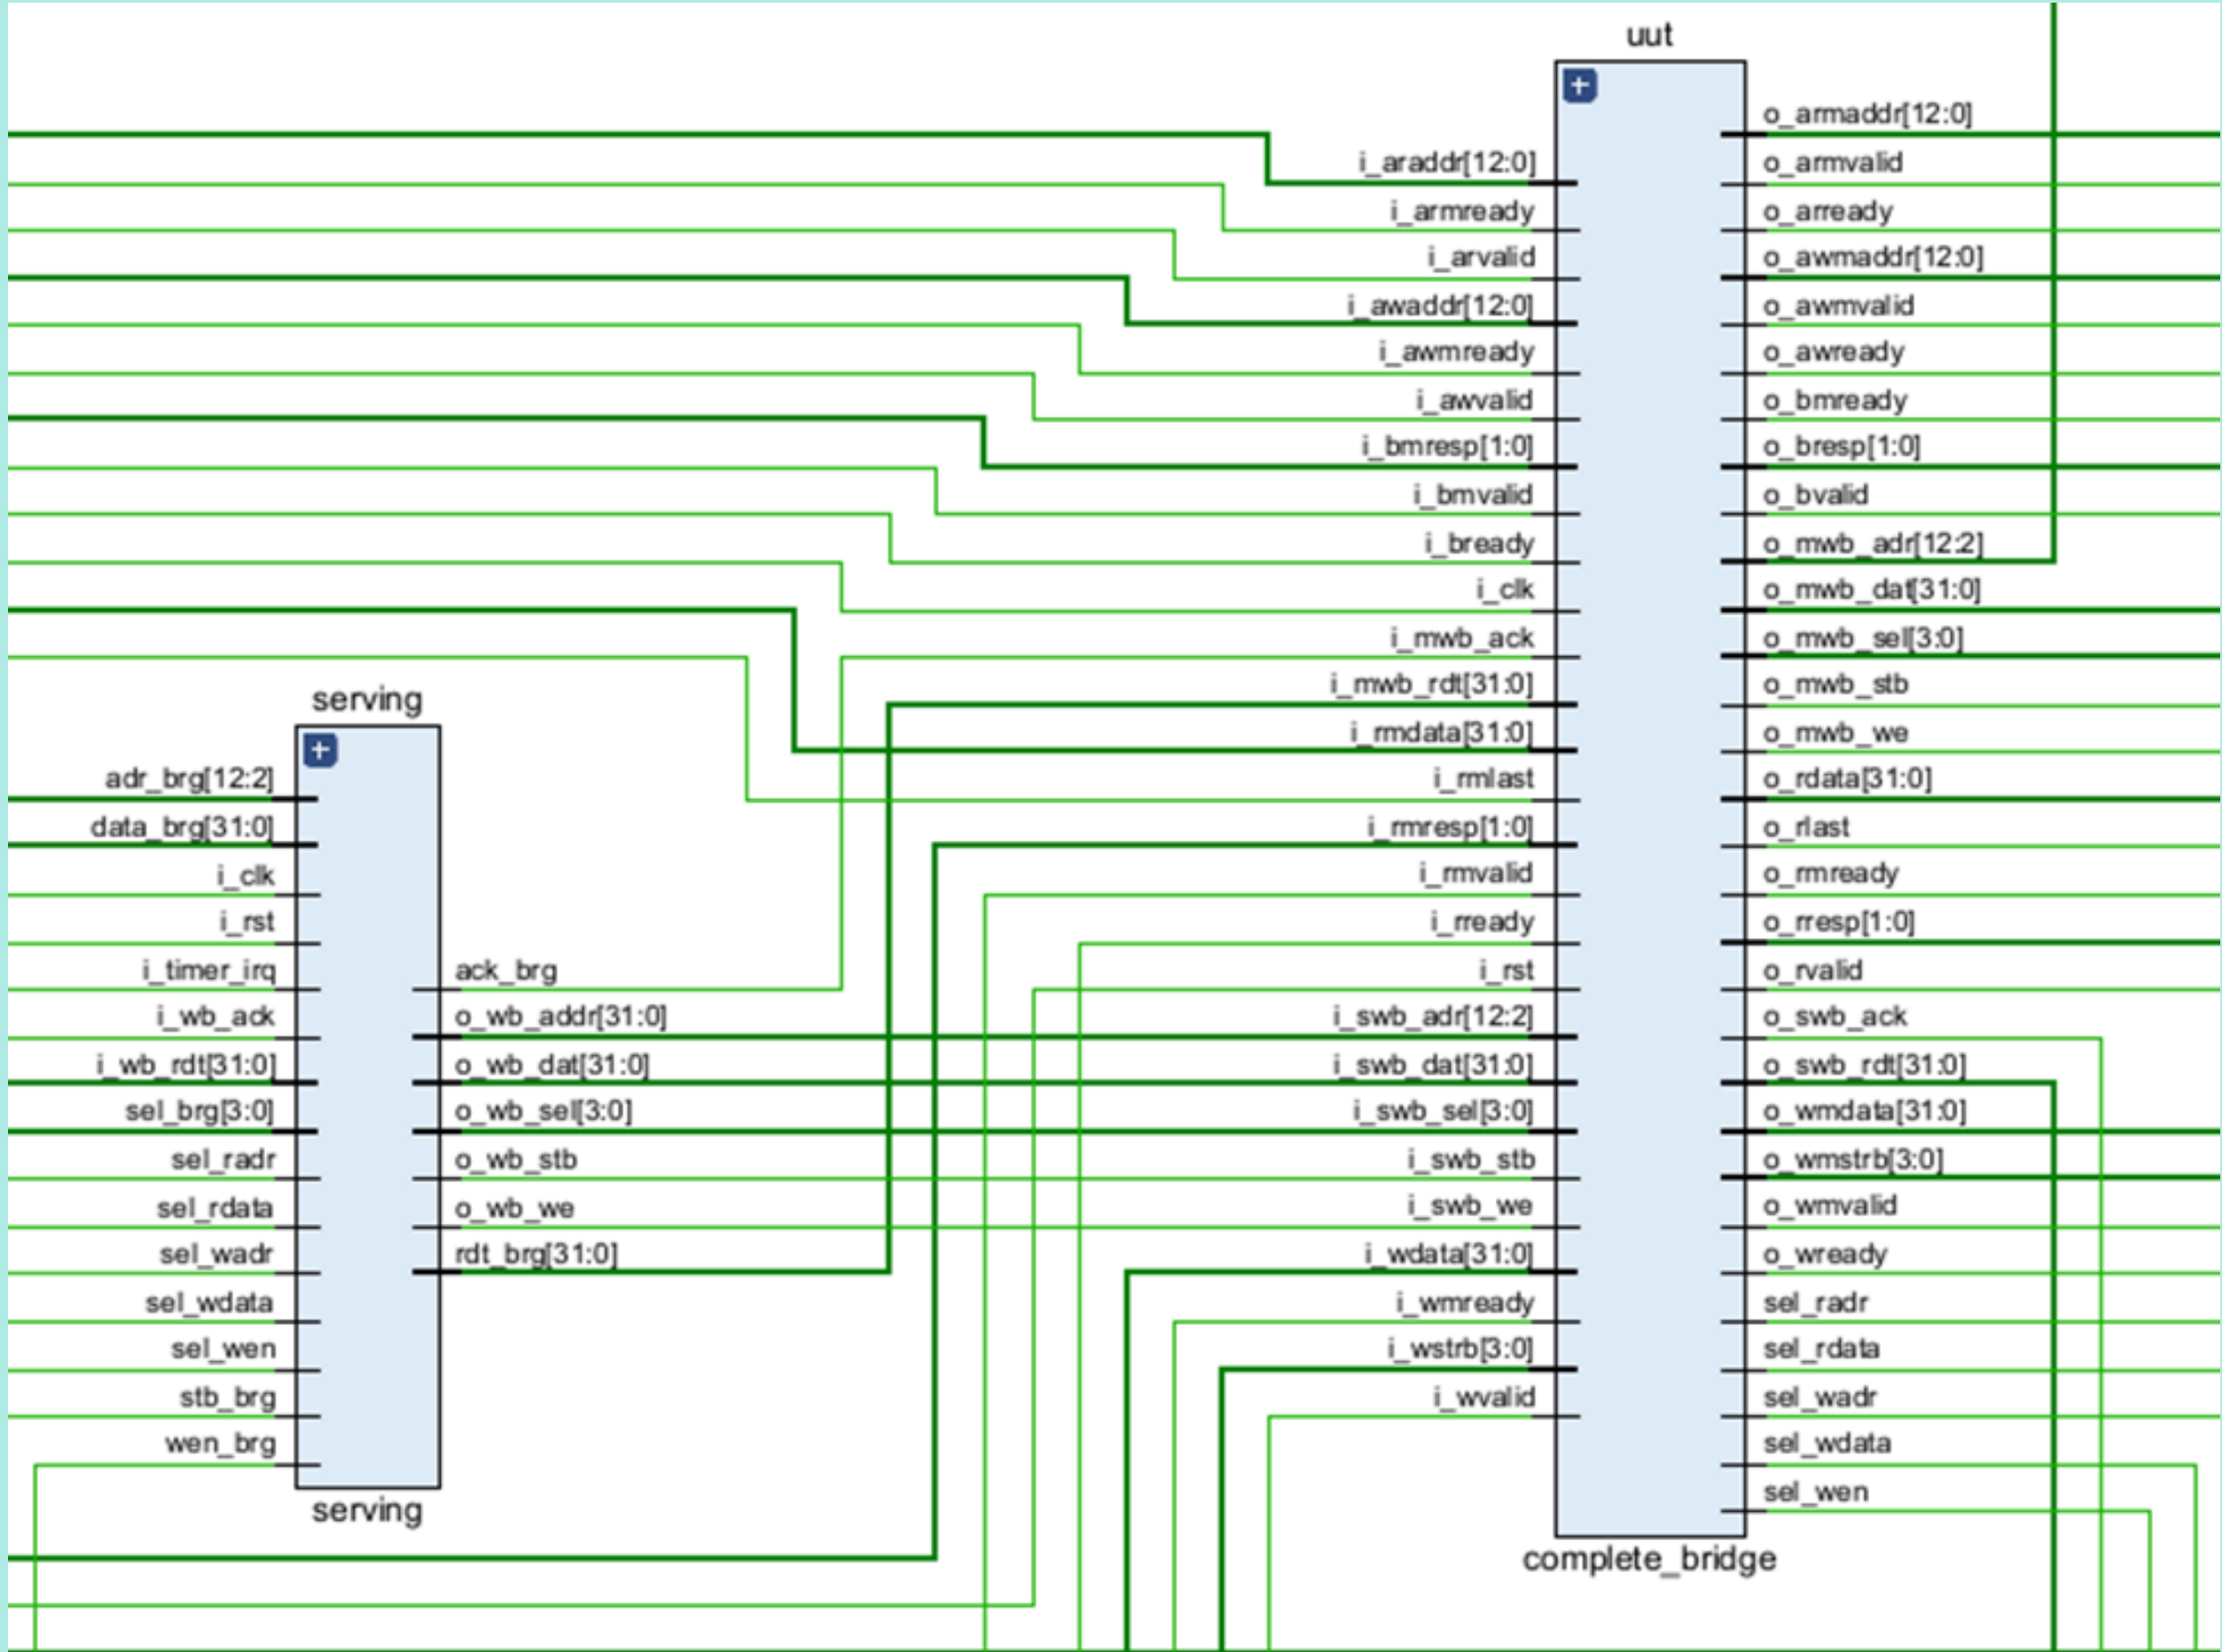 uut
o_armaddr[12:0]
i_araddr[12:0]
o_armvalid
i_armready
o_arready
i_arvalid
o_awmaddr[12:0]
i_awaddr[12:0]
o_awmvalid
i_awmready
o_awready
i_awvalid
o_bmready
i_bmresp[1:0]
o_bresp[1:0]
i_bmvalid
o_bvalid
i_bready
o_mwb_adr[12:2]
i_clk
o_mwb_dat[31:0]
i_mwb_ack
o_mwb_sel[3:0]
i_mwb_rdt[31:0]
o_mwb_stb
i_rmdata[31:0]
o_mwb_we
i_rmlast
o_rdata[31:0]
i_rmresp[1:0]
o_rlast
i_rmvalid
o_rmready
i_rready
o_rresp[1:0]
i_rst
o_rvalid
i_swb_adr[12:2]
o_swb_ack
i_swb_dat[31:0]
o_swb_rdt[31:0]
i_swb_sel[3:0]
o_wmdata[31:0]
i_swb_stb
o_wmstrb[3:0]
i_swb_we
o_wmvalid
i_wdata[31:0]
o_wready
i_wmready
sel_radr
i_wstrb[3:0]
sel_rdata
i_wvalid
sel_wadr
sel_wdata
sel_wen
complete_bridge
serving
adr_brg[12:2]
data_brg[31:0]
i_clk
i_rst
i_timer_irq
ack_brg
i_wb_ack
o_wb_addr[31:0]
i_wb_rdt[31:0]
o_wb_dat[31:0]
sel_brg[3:0]
o_wb_sel[3:0]
sel_radr
o_wb_stb
sel_rdata
o_wb_we
sel_wadr
rdt_brg[31:0]
sel_wdata
sel_wen
stb_brg
wen_brg
serving